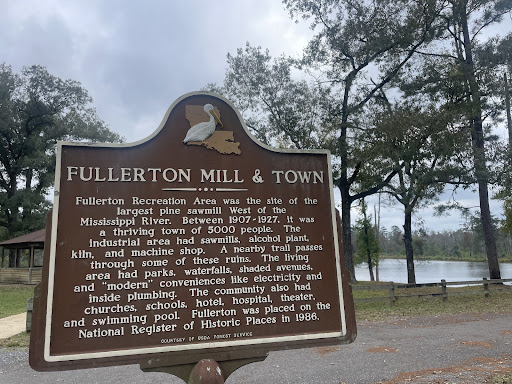 FULLERTON MILL & TOWN
Fullerton Recreation Area was the site of the
largest pine sawmill West of the
Mississippi River. Between 1907-1927, it was
a thriving town of 5000 people. The
industrial area had sawmills, alcohol plant,
kiln, and machine shop. A nearby trail passes
through some of these ruins. The living
area had parks, waterfalls, shaded avenues,
and "modern" conveniences like electricity and
inside plumbing. The community also had
churches, schools, hotel, hospital, theater,
and swimming pool. Fullerton was placed on the
National Register of Historic Places in 1986.
COURTESY OF USDA FOREST SERVICE